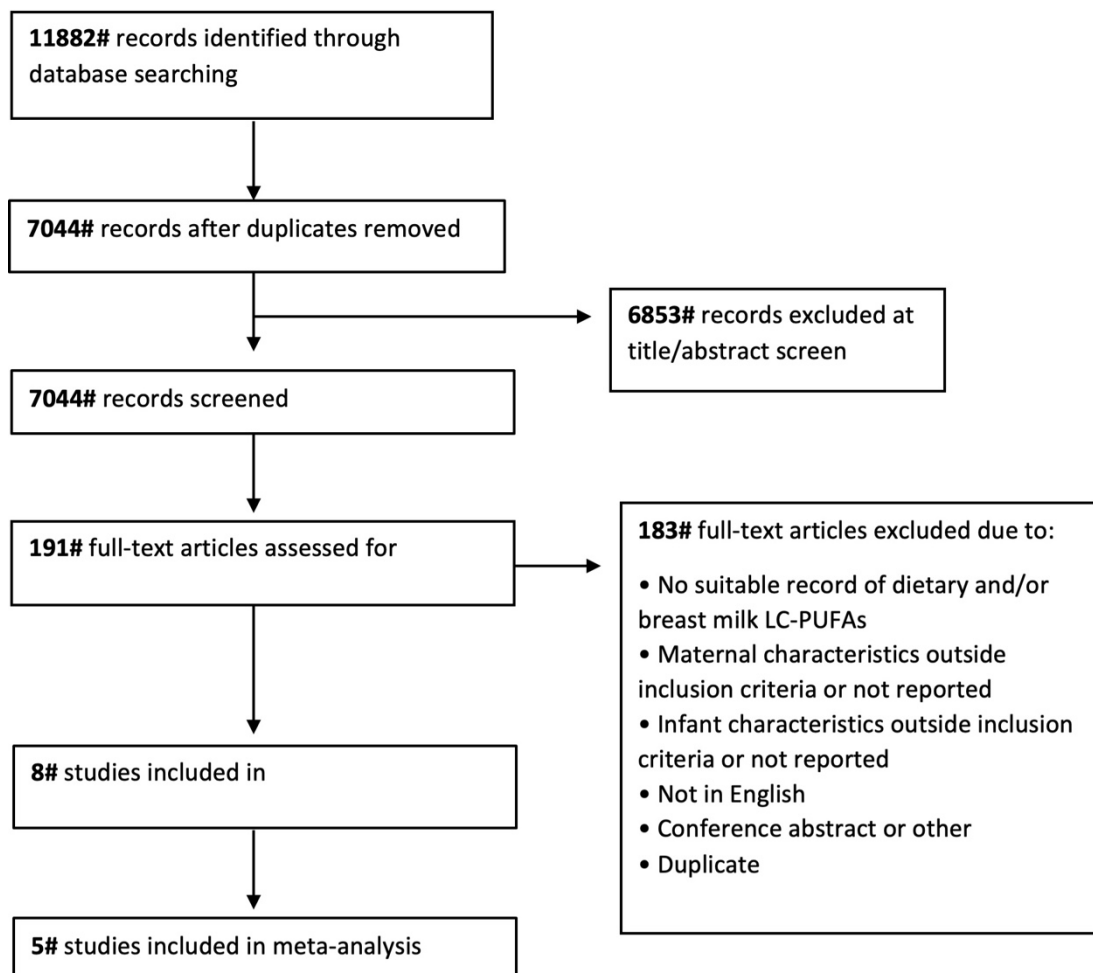 11882# records identified through
database searching
7044# records after duplicates removed
6853# records excluded at
title/abstract screen
7044# records screened
191# full-text articles assessed for
183# full-text articles excluded due to:
• No suitable record of dietary and/or
breast milk LC-PUFAs
• Maternal characteristics outside
inclusion criteria or not reported
• Infant characteristics outside inclusion
criteria or not reported
• Not in English
• Conference abstract or other
• Duplicate
8# studies included in
5# studies included in meta-analysis